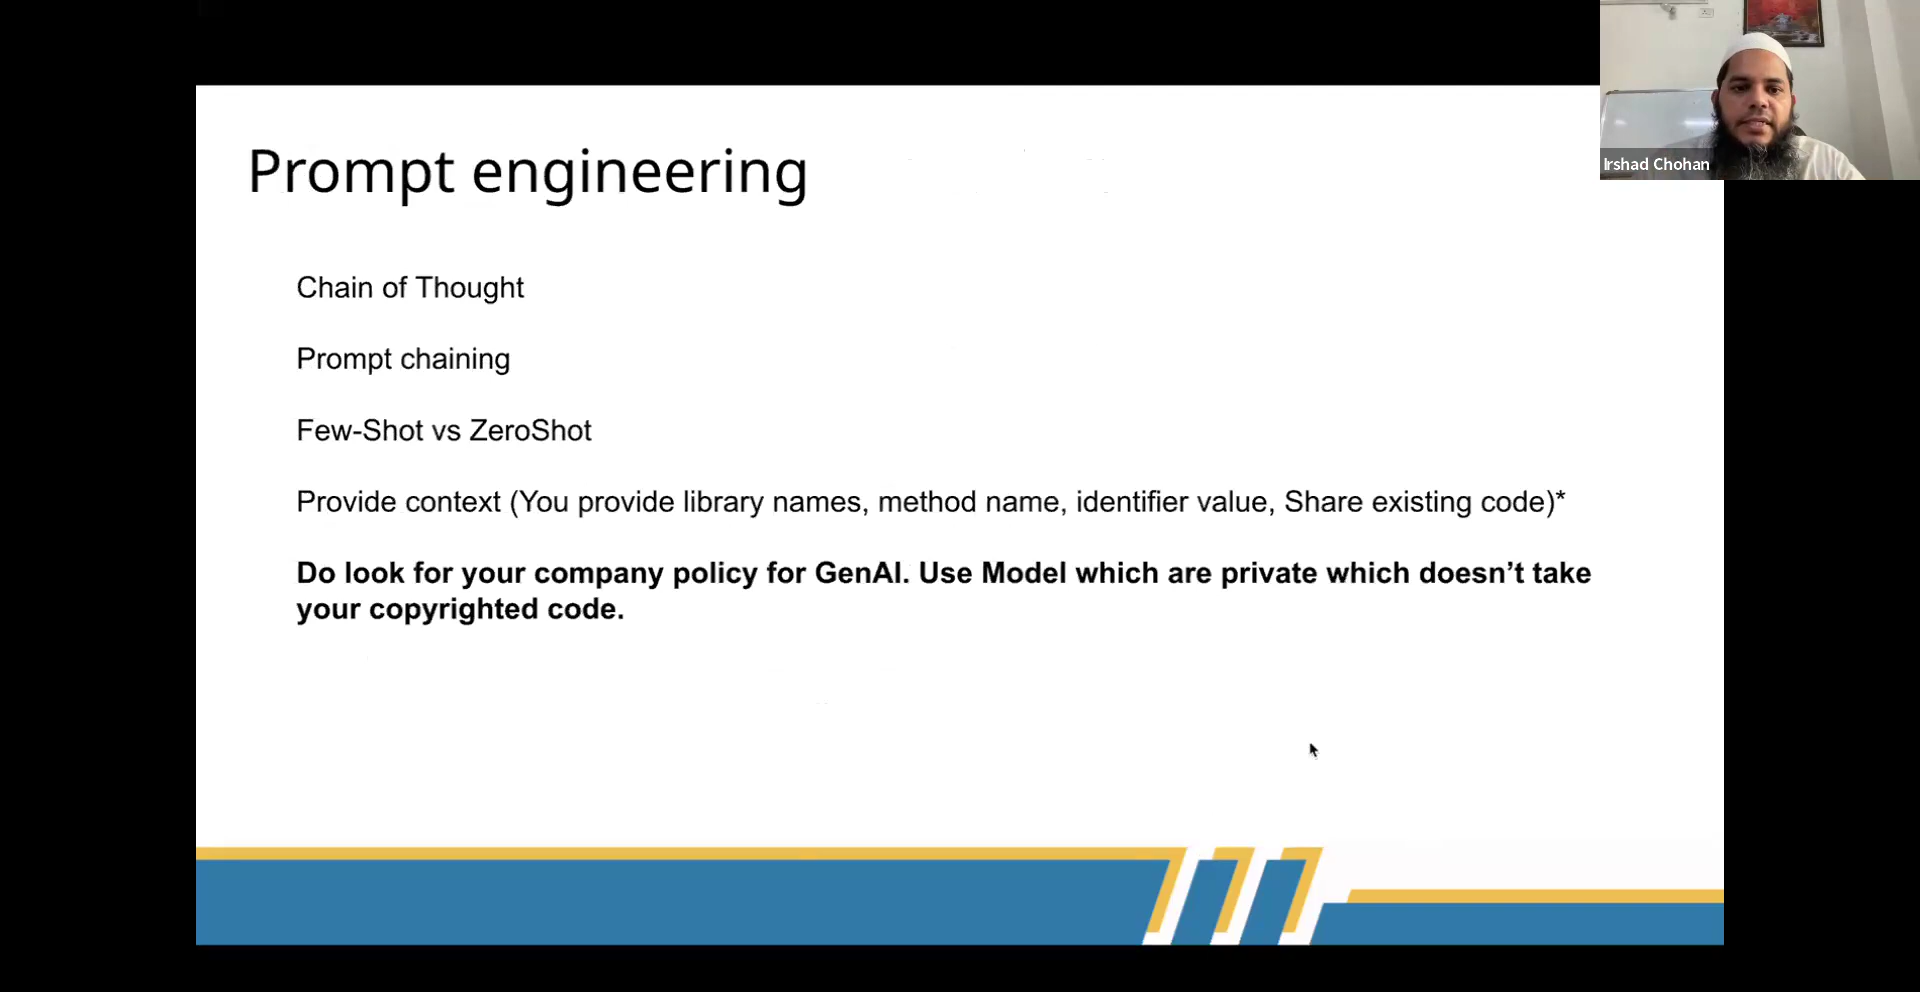 Prompt engineering
Chain of Thought
Prompt chaining
Few-Shot vs ZeroShot
Provide context (You provide library names, method name, identifier value, Share existing code)*
Do look for your company policy for GenAI. Use Model which are private which doesn’t take
your copyrighted code.
Irshad Chohan